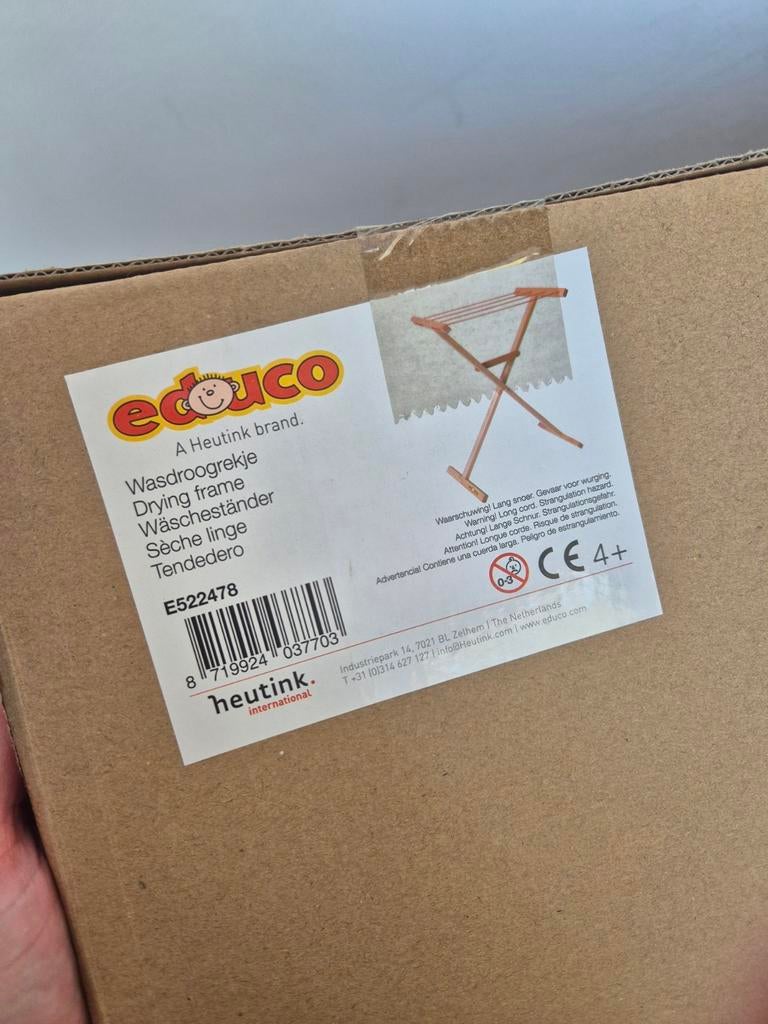 educo
A Heutink brand.
Wasdroogrekje
Drying frame
Wäscheständer
Sèche linge
Tendedero
E522478
8 719924 037703
Waarschuwing! Lang snoer. Gevaar voor wurging.
Warning! Long cord. Strangulation hazard.
Achtung! Lange Schnur. Strangulationsgefahr.
Attention! Longue corde. Risque de strangulation.
Advertencia! Contiene una cuerda larga. Peligro de estrangulamiento.
0-3 CE 4+
heutink.
international
Industriepark 14, 7021 BL Zelhem | The Netherlands
T +31 (0)314 627 127 | info@Heutink.com | www.educo.com